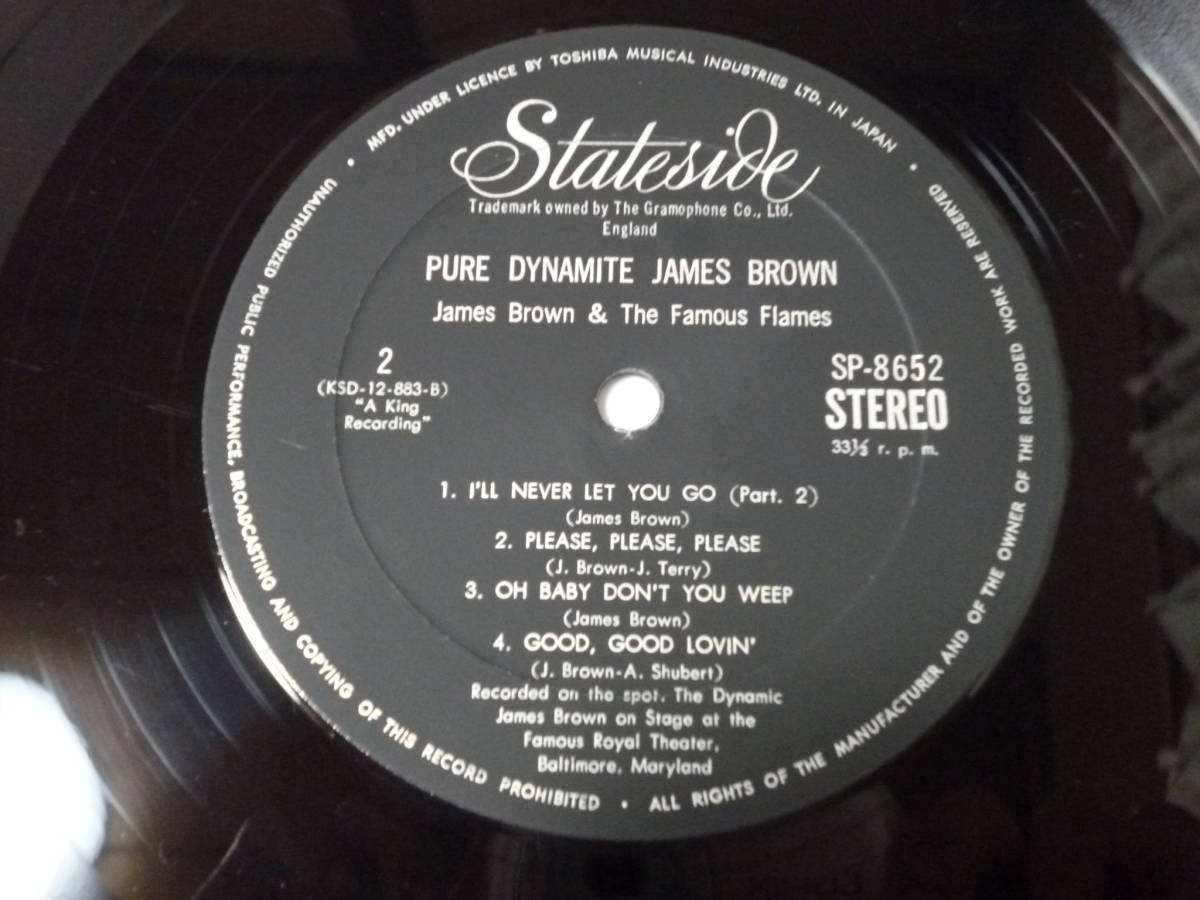 MFD. UNDER LICENCE BY TOSHIBA MUSICAL INDUSTRIES LTD. IN JAPAN •
Stateside
Trademark owned by The Gramophone Co., Ltd.
England
PURE DYNAMITE JAMES BROWN
James Brown & The Famous Flames
2
(KSD-12-883-B)
"A King
Recording"
SP-8652
STEREO
33⅓ r. p. m.
1. I'LL NEVER LET YOU GO (Part. 2)
(James Brown)
2. PLEASE, PLEASE, PLEASE
(J. Brown-J. Terry)
3. OH BABY DON'T YOU WEEP
(James Brown)
4. GOOD, GOOD LOVIN'
(J. Brown-A. Shubert)
Recorded on the spot. The Dynamic
James Brown on Stage at the
Famous Royal Theater,
Baltimore, Maryland
UNAUTHORIZED PUBLIC PERFORMANCE, BROADCASTING AND COPYING OF THIS RECORD PROHIBITED • ALL RIGHTS OF THE MANUFACTURER AND OF THE OWNER OF THE RECORDED WORK ARE RESERVED •